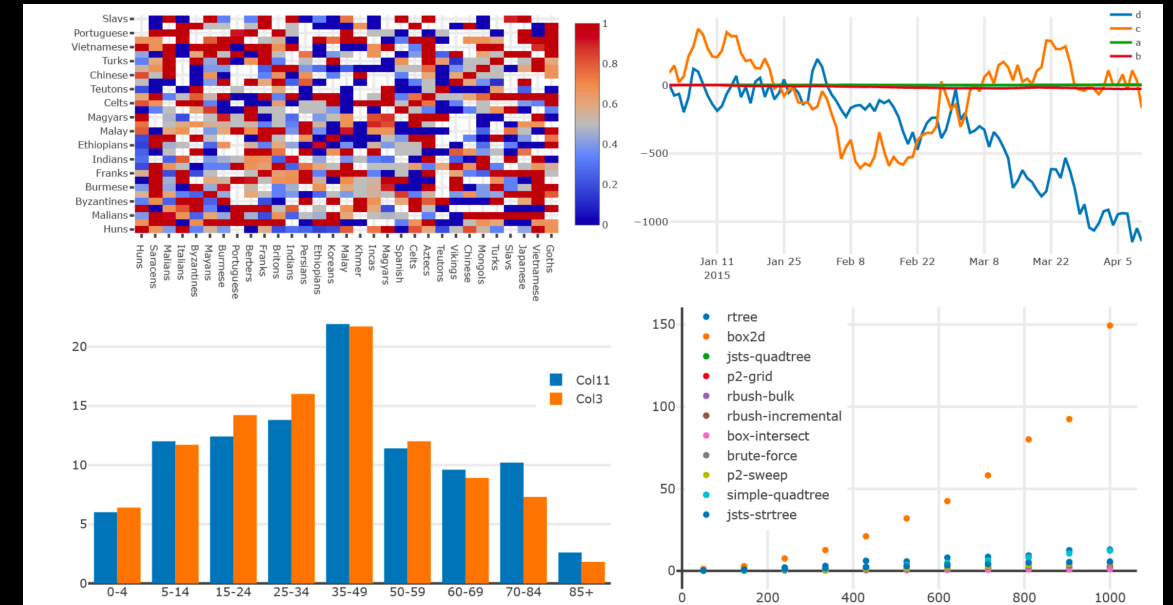 Slavs
Portuguese
Vietnamese
Turks
Chinese
Teutons
Celts
Magyars
Malay
Ethiopians
Indians
Franks
Burmese
Byzantines
Malians
Huns
Huns
Saracens
Malians
Italians
Byzantines
Mayans
Burmese
Portuguese
Berbers
Franks
Britons
Indians
Persians
Ethiopians
Koreans
Malay
Khmer
Incas
Magyars
Spanish
Celts
Aztecs
Teutons
Vikings
Chinese
Mongols
Turks
Slavs
Japanese
Vietnamese
Goths
1
0.8
0.6
0.4
0.2
0
d
c
a
b
0
−500
−1000
Jan 11
2015
Jan 25
Feb 8
Feb 22
Mar 8
Mar 22
Apr 5
20
15
10
5
0
0-4
5-14
15-24
25-34
35-49
50-59
60-69
70-84
85+
Col11
Col3
150
100
50
0
rtree
box2d
jsts-quadtree
p2-grid
rbush-bulk
rbush-incremental
box-intersect
brute-force
p2-sweep
simple-quadtree
jsts-strtree
0
200
400
600
800
1000